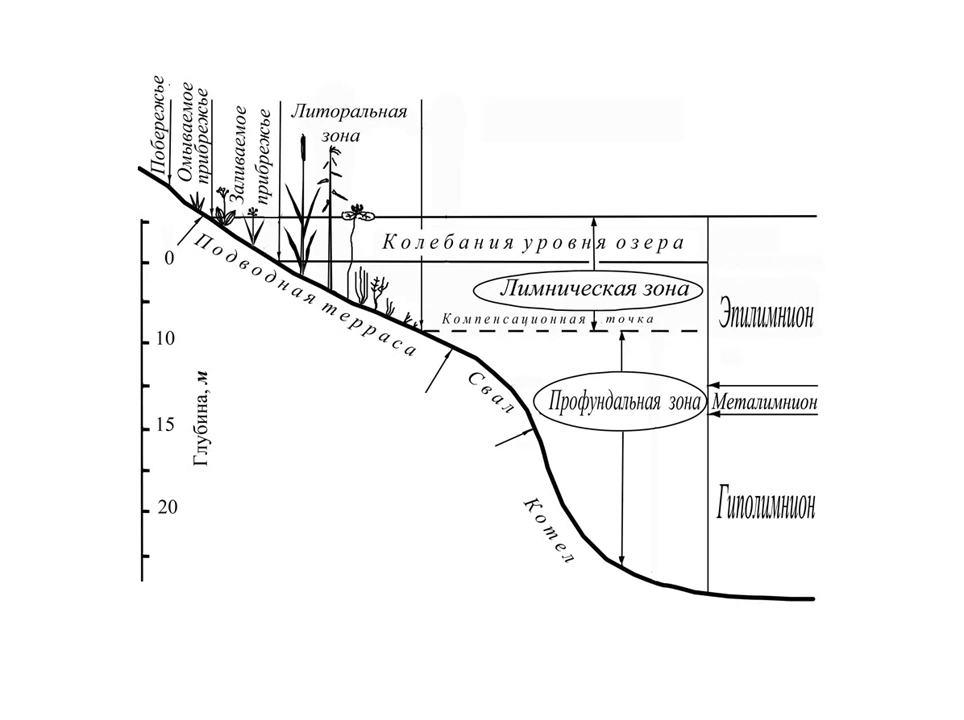 Побережье
Омываемое
прибрежье
Заливаемое
прибрежье
Литоральная
зона
Колебания уровня озера
Лимническая зона
Компенсационная точка
Эпилимнион
Подводная терраса
Свал
Профундальная зона
Металимнион
Котел
Гиполимнион
Глубина, м
0
10
15
20